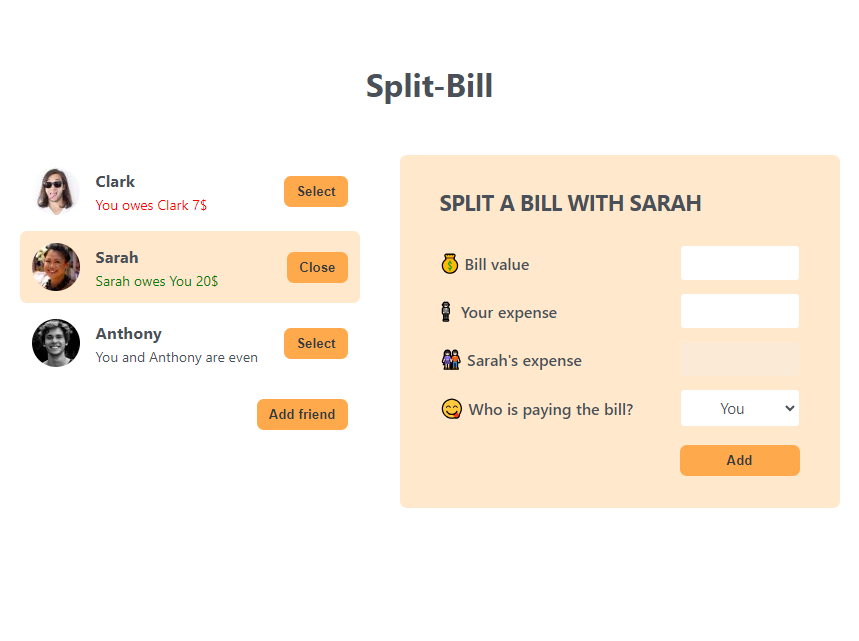 Split-Bill
Clark
You owes Clark 7$
Select
Sarah
Sarah owes You 20$
Close
Anthony
You and Anthony are even
Select
Add friend
SPLIT A BILL WITH SARAH
💰 Bill value
🧍 Your expense
👭 Sarah's expense
😋 Who is paying the bill?
You
Add